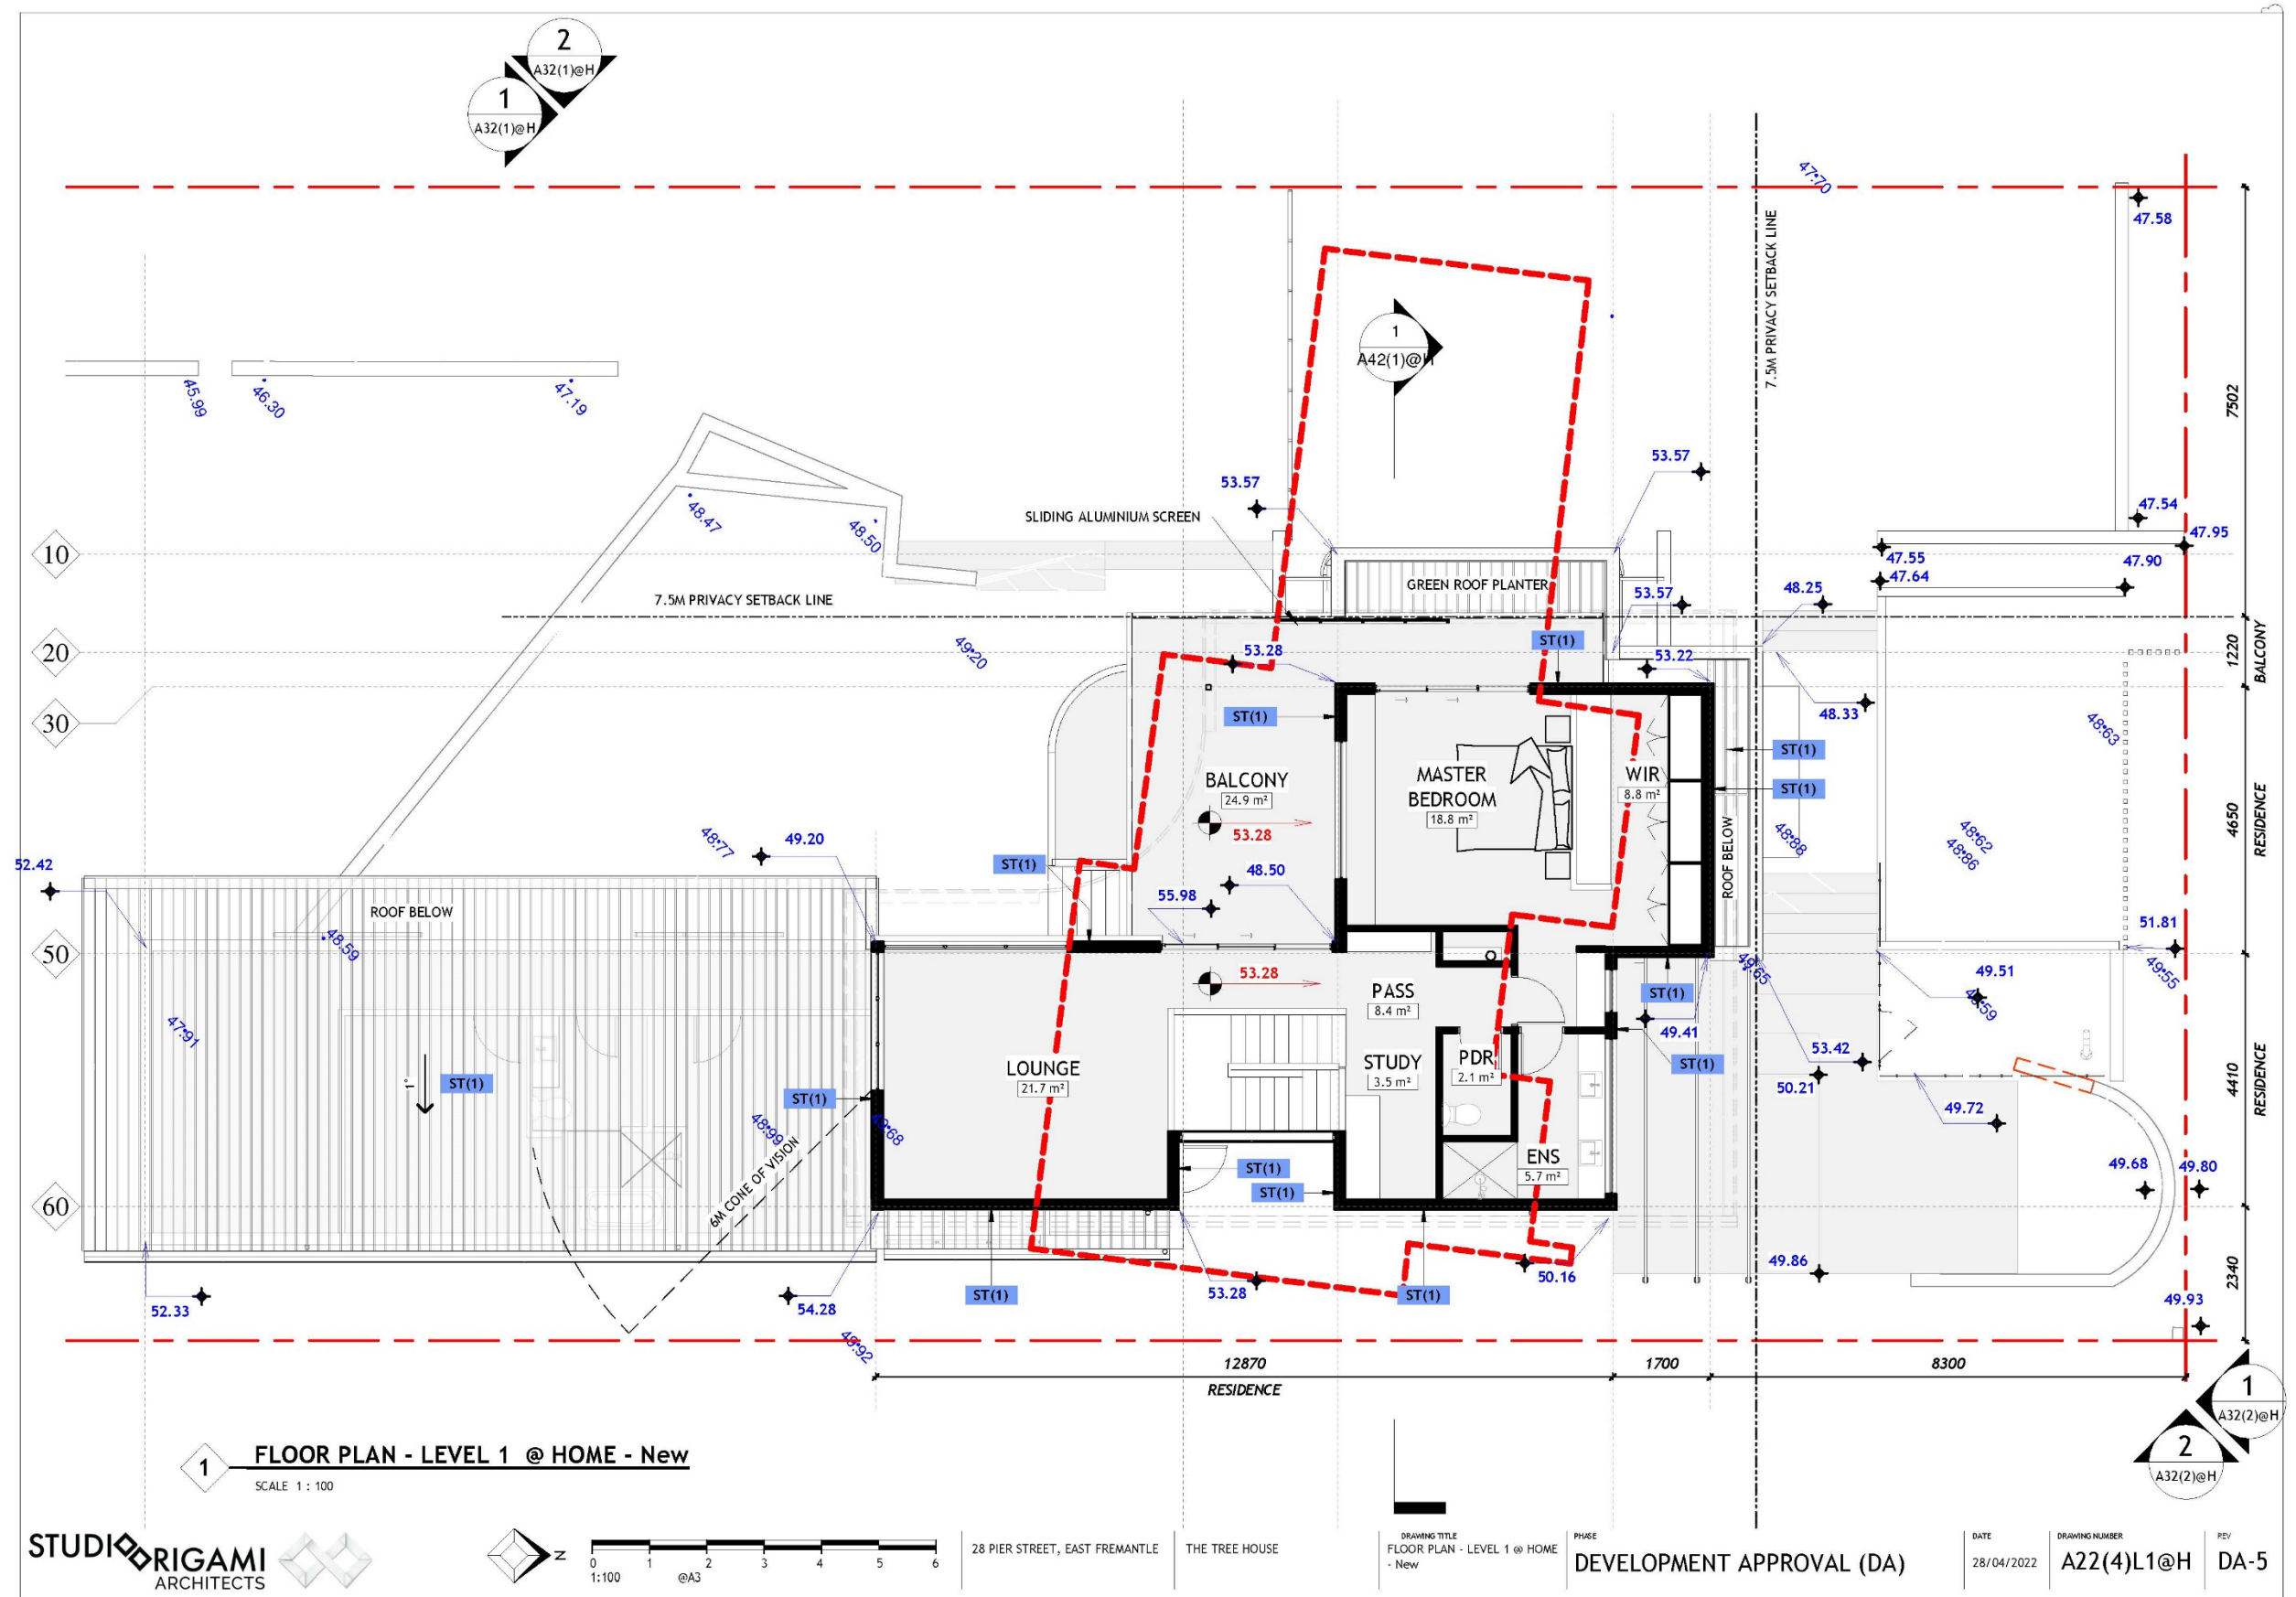 2
A32(1)@H
1
A32(1)@H
47.70
47.58
7.5M PRIVACY SETBACK LINE
1
A42(1)@H
45.99
46.30
47.19
7502
53.57
53.57
48.47
48.50
SLIDING ALUMINIUM SCREEN
47.54
47.95
10
47.55
47.90
47.64
GREEN ROOF PLANTER
53.57
48.25
7.5M PRIVACY SETBACK LINE
20
49.20
53.28
ST(1)
53.22
1220
BALCONY
30
ST(1)
48.33
48.63
ST(1)
BALCONY
24.9 m²
MASTER
BEDROOM
18.8 m²
WIR
8.8 m²
ST(1)
53.28
4650
RESIDENCE
48.77
49.20
48.88
48.62
48.86
52.42
ST(1)
48.50
55.98
ROOF BELOW
ROOF BELOW
51.81
48.59
50
49.65
49.51
49.55
53.28
PASS
8.4 m²
ST(1)
49.41
47.91
53.42
LOUNGE
21.7 m²
STUDY
3.5 m²
PDR
2.1 m²
ST(1)
1°
ST(1)
50.21
4410
RESIDENCE
ST(1)
49.72
48.99
49.68
6M CONE OF VISION
ST(1)
ENS
5.7 m²
49.68
49.80
ST(1)
60
49.86
50.16
2340
52.33
54.28
ST(1)
53.28
ST(1)
49.93
12870
RESIDENCE
1700
8300
1
A32(2)@H
2
A32(2)@H
1
FLOOR PLAN - LEVEL 1 @ HOME - New
SCALE 1 : 100
STUDIO ORIGAMI
ARCHITECTS
N
0 1 2 3 4 5 6
1:100 @A3
28 PIER STREET, EAST FREMANTLE
THE TREE HOUSE
DRAWING TITLE
FLOOR PLAN - LEVEL 1 @ HOME
- New
PHASE
DEVELOPMENT APPROVAL (DA)
DATE
28/04/2022
DRAWING NUMBER
A22(4)L1@H
REV
DA-5